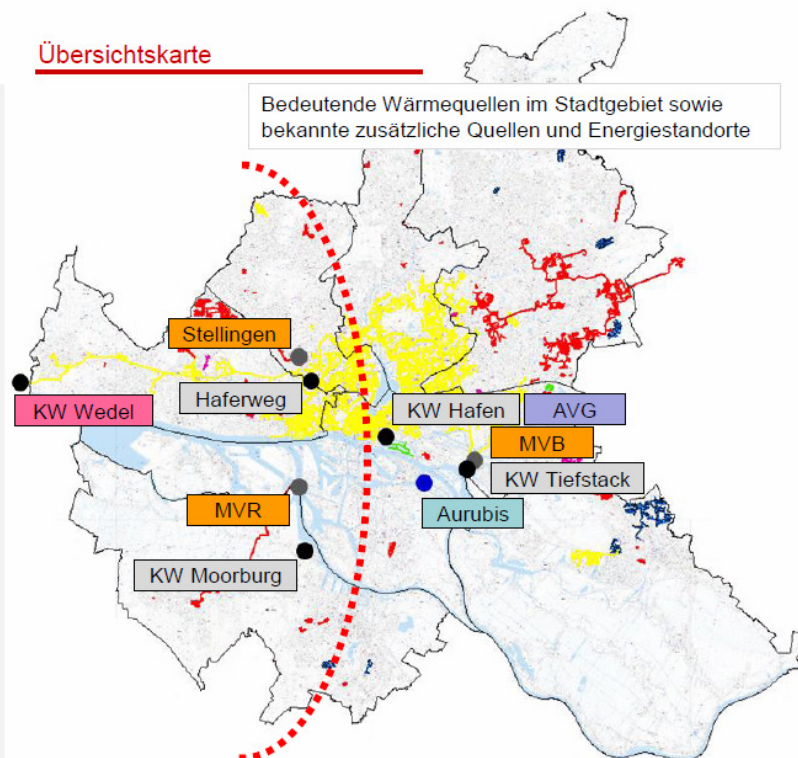 Übersichtskarte
Bedeutende Wärmequellen im Stadtgebiet sowie
bekannte zusätzliche Quellen und Energiestandorte
Stellingen
Haferweg
KW Wedel
KW Hafen
AVG
MVB
KW Tiefstack
MVR
Aurubis
KW Moorburg